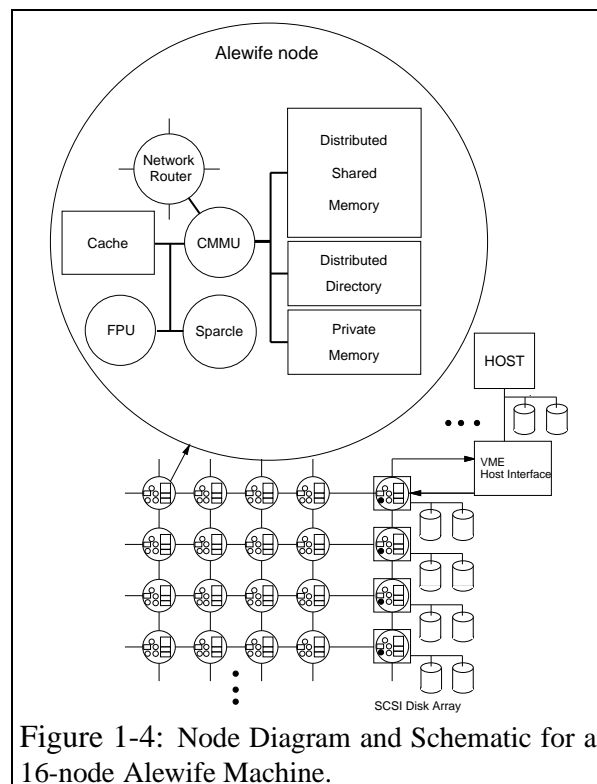 Alewife node
Network
Router
Cache
CMMU
FPU
Sparcle
Distributed
Shared
Memory
Distributed
Directory
Private
Memory
HOST
VME
Host Interface
SCSI Disk Array
Figure 1-4: Node Diagram and Schematic for a
16-node Alewife Machine.